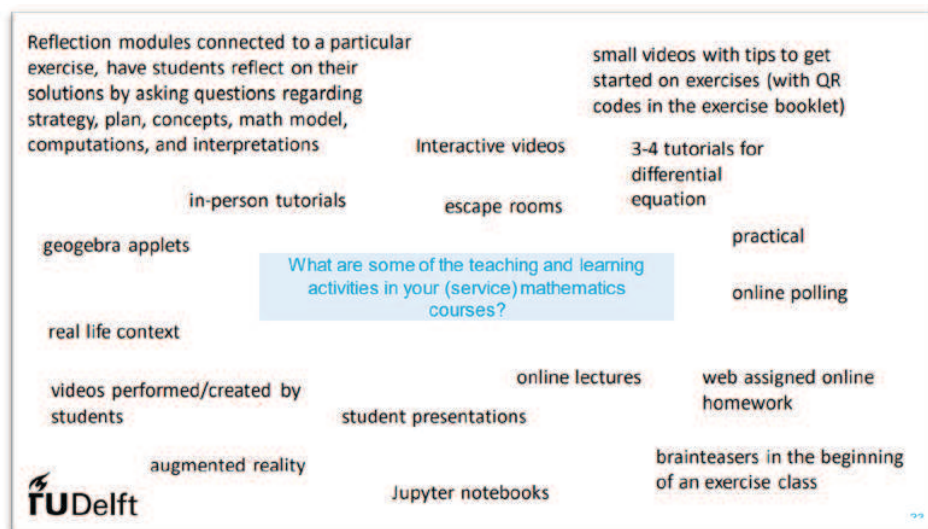 Reflection modules connected to a particular
exercise, have students reflect on their
solutions by asking questions regarding
strategy, plan, concepts, math model,
computations, and interpretations
small videos with tips to get
started on exercises (with QR
codes in the exercise booklet)
Interactive videos
3-4 tutorials for
differential
equation
in-person tutorials
escape rooms
geogebra applets
practical
What are some of the teaching and learning
activities in your (service) mathematics
courses?
online polling
real life context
videos performed/created by
students
online lectures
web assigned online
homework
student presentations
augmented reality
brainteasers in the beginning
of an exercise class
Jupyter notebooks
TUDelft